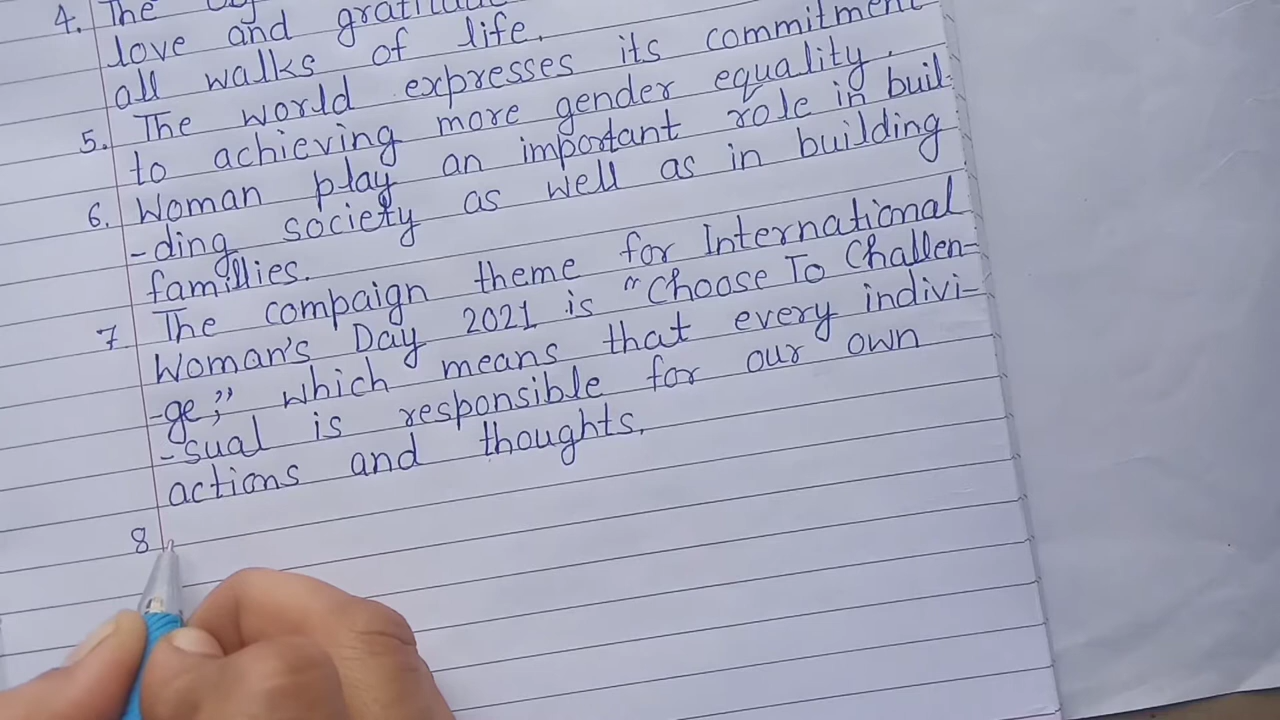 4. The
love and gratitude
all walks of life.
5. The world expresses its commitment
to achieving more gender equality.
6. Woman play an important role in buil-
-ding society as well as in building
families.
7 The compaign theme for International
Woman's Day 2021 is "Choose To Challen-
-ge," which means that every indivi-
-sual is responsible for our own
actions and thoughts.
8